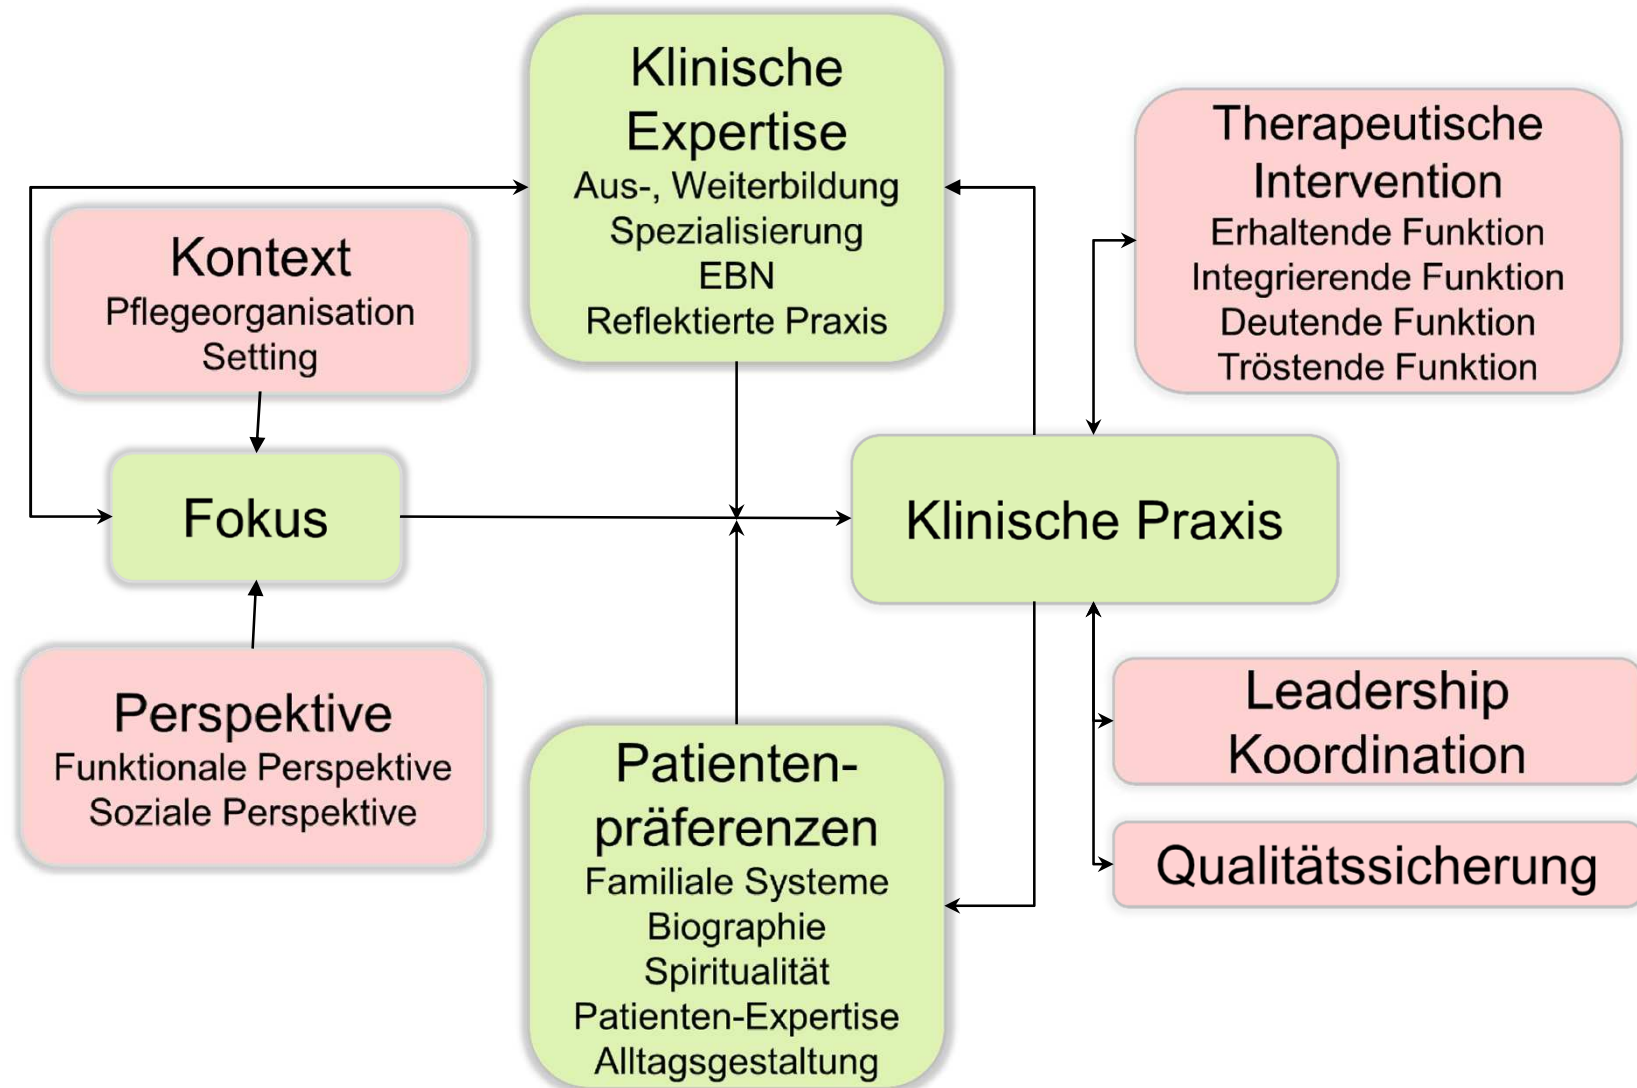 Klinische
Expertise
Aus-, Weiterbildung
Spezialisierung
EBN
Reflektierte Praxis
Therapeutische
Intervention
Erhaltende Funktion
Integrierende Funktion
Deutende Funktion
Tröstende Funktion
Kontext
Pflegeorganisation
Setting
Fokus
Klinische Praxis
Perspektive
Funktionale Perspektive
Soziale Perspektive
Patienten-
präferenzen
Familiale Systeme
Biographie
Spiritualität
Patienten-Expertise
Alltagsgestaltung
Leadership
Koordination
Qualitätssicherung